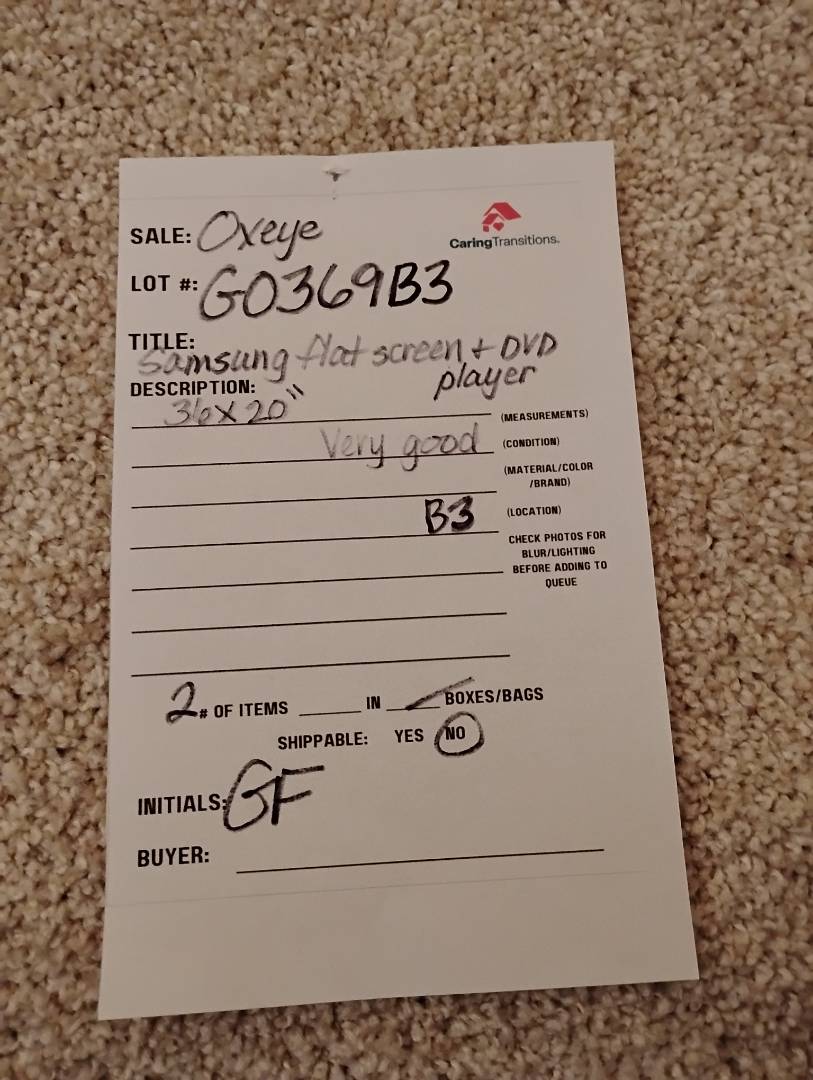 SALE: Oxeye
CaringTransitions.
LOT #: G0369B3
TITLE: Samsung flat screen + DVD
player
DESCRIPTION:
36x20"
(MEASUREMENTS)
Very good (CONDITION)
(MATERIAL/COLOR
/BRAND)
B3 (LOCATION)
CHECK PHOTOS FOR
BLUR/LIGHTING
BEFORE ADDING TO
QUEUE
2 # OF ITEMS ____ IN ____ BOXES/BAGS
SHIPPABLE: YES NO
INITIALS: GF
BUYER: